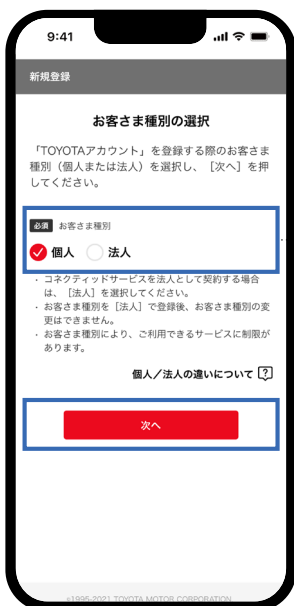 9:41
新規登録
お客さま種別の選択
「TOYOTAアカウント」を登録する際のお客さま
種別（個人または法人）を選択し、［次へ］を押
してください。
必須 お客さま種別
個人 法人
・コネクティッドサービスを法人として契約する場合
は、［法人］を選択してください。
・お客さま種別を［法人］で登録後、お客さま種別の変
更はできません。
・お客さま種別により、ご利用できるサービスに制限が
あります。
個人／法人の違いについて ?
次へ
©1995-2021 TOYOTA MOTOR CORPORATION